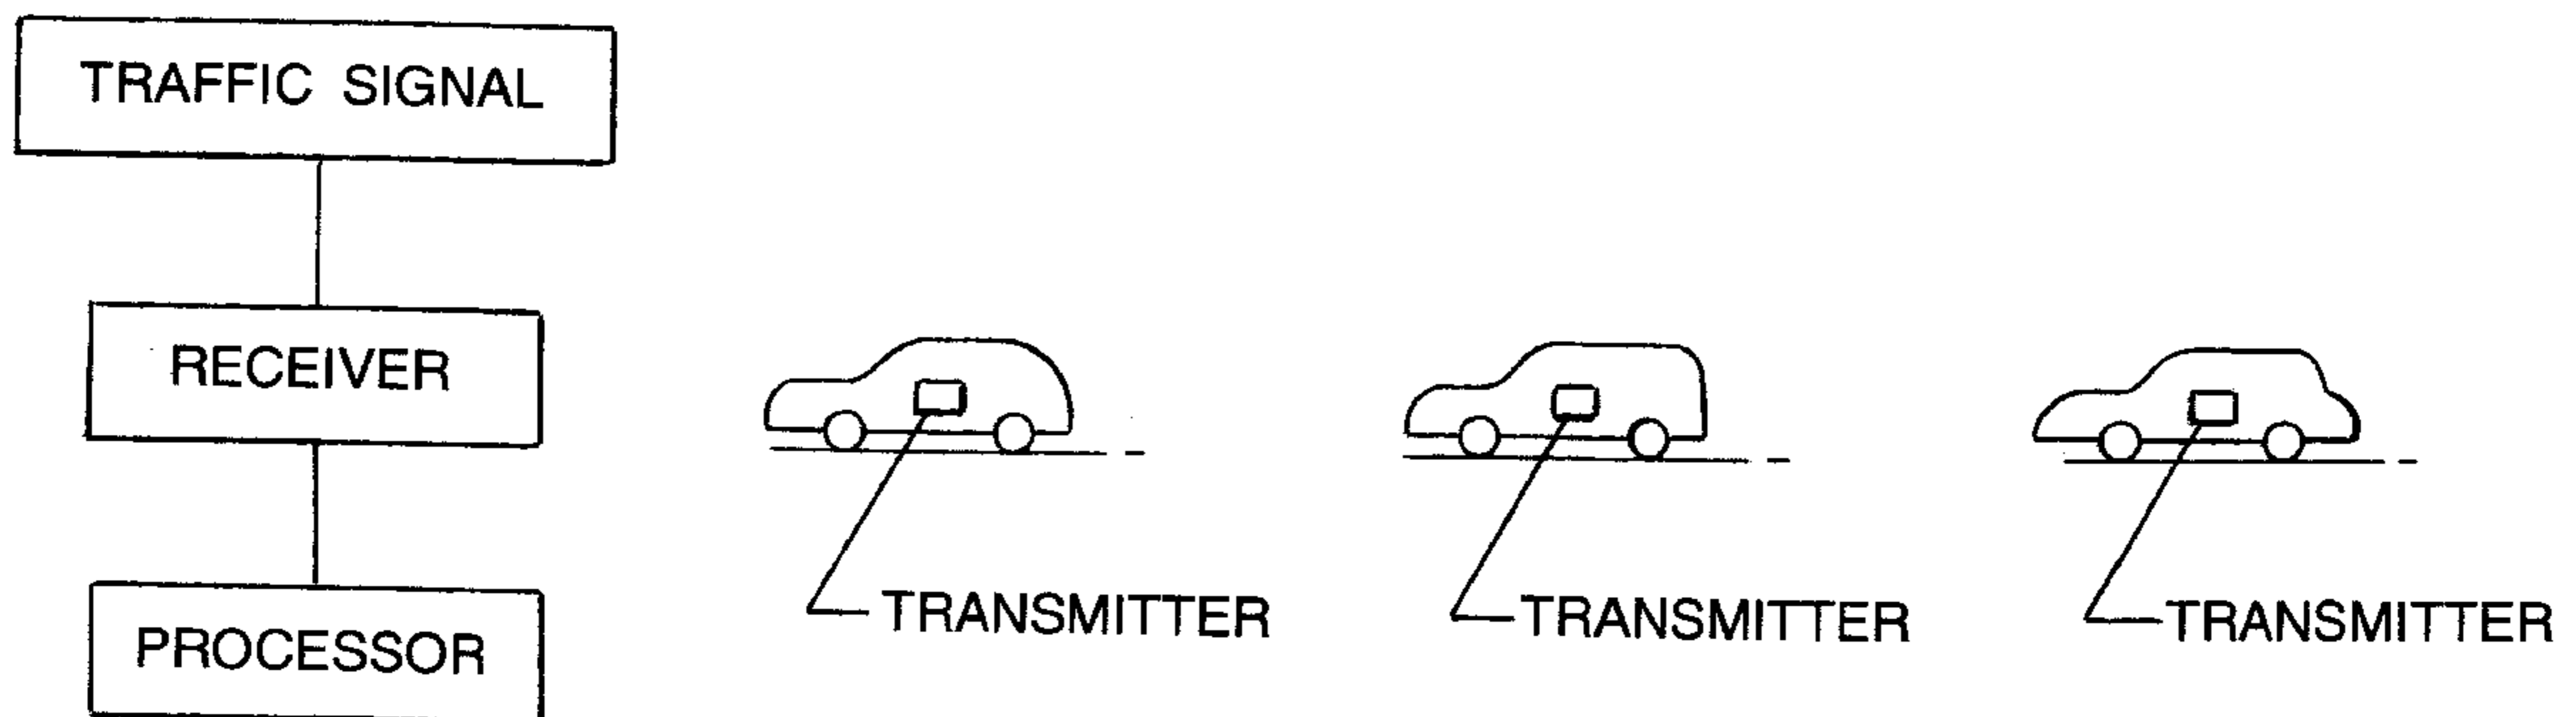 TRAFFIC SIGNAL
RECEIVER
PROCESSOR
TRANSMITTER
TRANSMITTER
TRANSMITTER